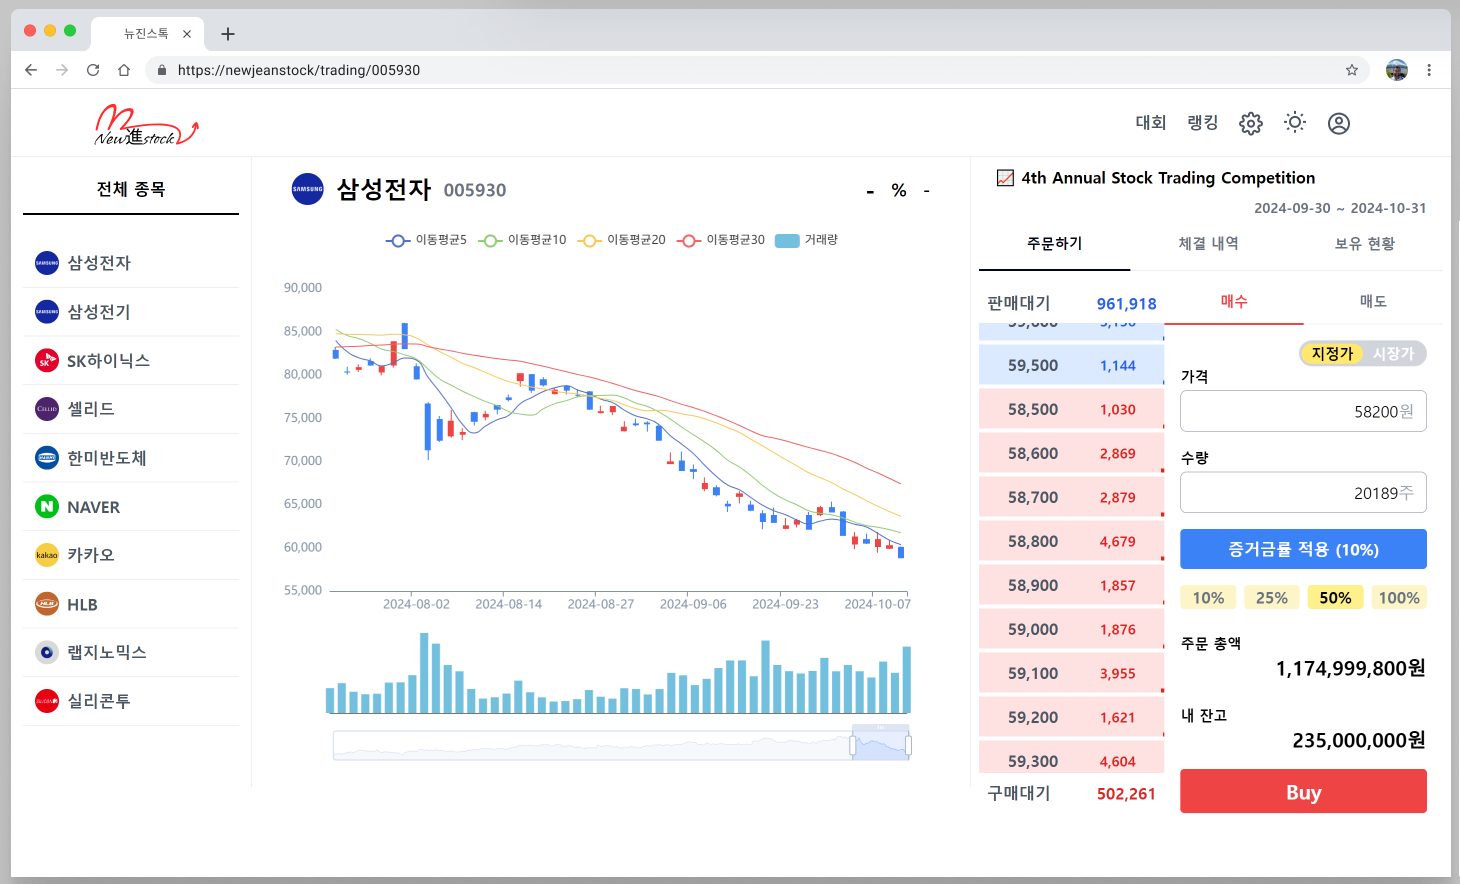 뉴진스톡
https://newjeanstock/trading/005930
New進stock
대회 랭킹
전체 종목
SAMSUNG 삼성전자
SAMSUNG 삼성전기
SK SK하이닉스
CELLID 셀리드
한미반도체
N NAVER
kakao 카카오
HLB HLB
랩지노믹스
실리콘투
SAMSUNG 삼성전자 005930
- % -
이동평균5 이동평균10 이동평균20 이동평균30 거래량
90,000
85,000
80,000
75,000
70,000
65,000
60,000
55,000
2024-08-02 2024-08-14 2024-08-27 2024-09-06 2024-09-23 2024-10-07
4th Annual Stock Trading Competition
2024-09-30 ~ 2024-10-31
주문하기 체결 내역 보유 현황
판매대기 961,918
59,500 1,144
58,500 1,030
58,600 2,869
58,700 2,879
58,800 4,679
58,900 1,857
59,000 1,876
59,100 3,955
59,200 1,621
59,300 4,604
구매대기 502,261
매수 매도
지정가 시장가
가격
58200원
수량
20189주
증거금률 적용 (10%)
10% 25% 50% 100%
주문 총액
1,174,999,800원
내 잔고
235,000,000원
Buy